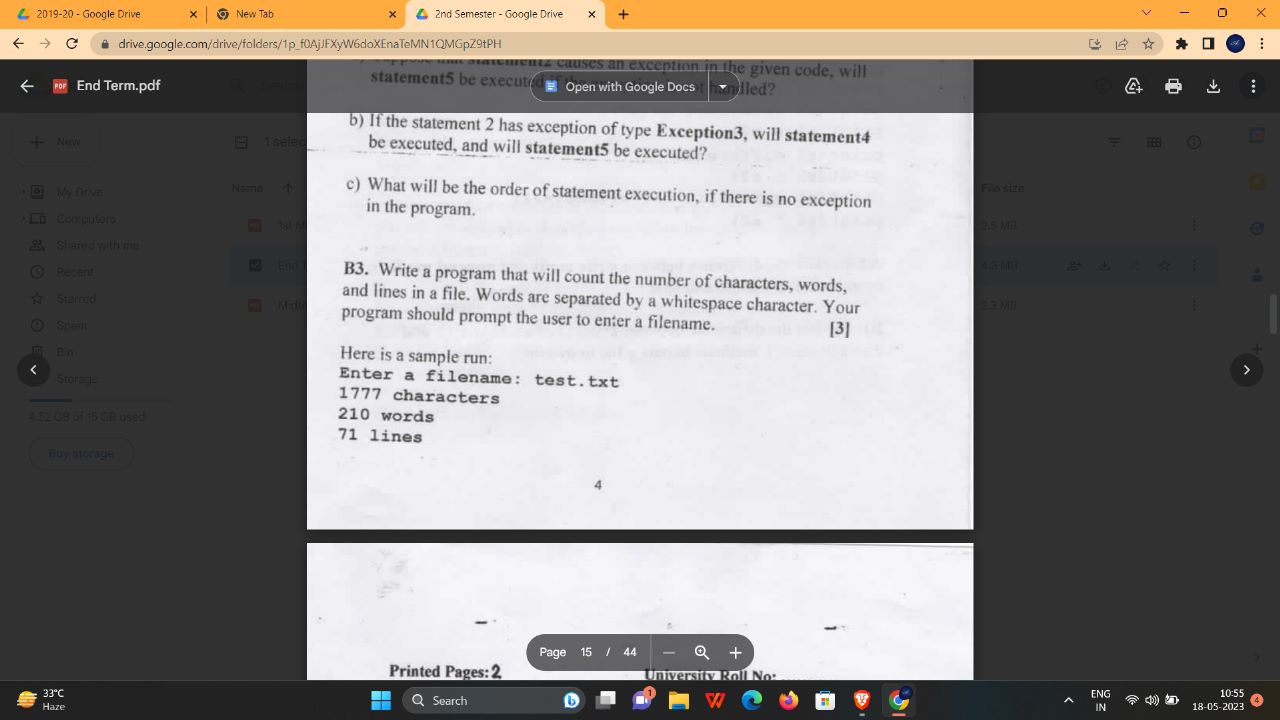 2019-20 - Google Drive
New Tab
2nd Semester - Google Drive
drive.google.com/drive/folders/1p_f0AjJFXyW6doXEnaTeMN1QMGpZ9tPH
End Term.pdf
Open with Google Docs
statement2 causes an exception in the given code, will
statement5 be executed handled?
b) If the statement 2 has exception of type Exception3, will statement4
be executed, and will statement5 be executed?
c) What will be the order of statement execution, if there is no exception
in the program.
B3. Write a program that will count the number of characters, words,
and lines in a file. Words are separated by a whitespace character. Your
program should prompt the user to enter a filename. [3]
Here is a sample run:
Enter a filename: test.txt
1777 characters
210 words
71 lines
4
Printed Pages: 2 University Roll No:
Page 15 / 44
New
1 selec
Name
File size
My Drive
Computers
Shared with me
Recent
Starred
Spam
Bin
Storage
4.52 GB of 15 GB used
Buy storage
1st M
2.5 MB
End T
4.3 MB
Midte
2.3 MB
33°C
Haze
Search
1
ENG
IN
10:55
18-05-2023
4